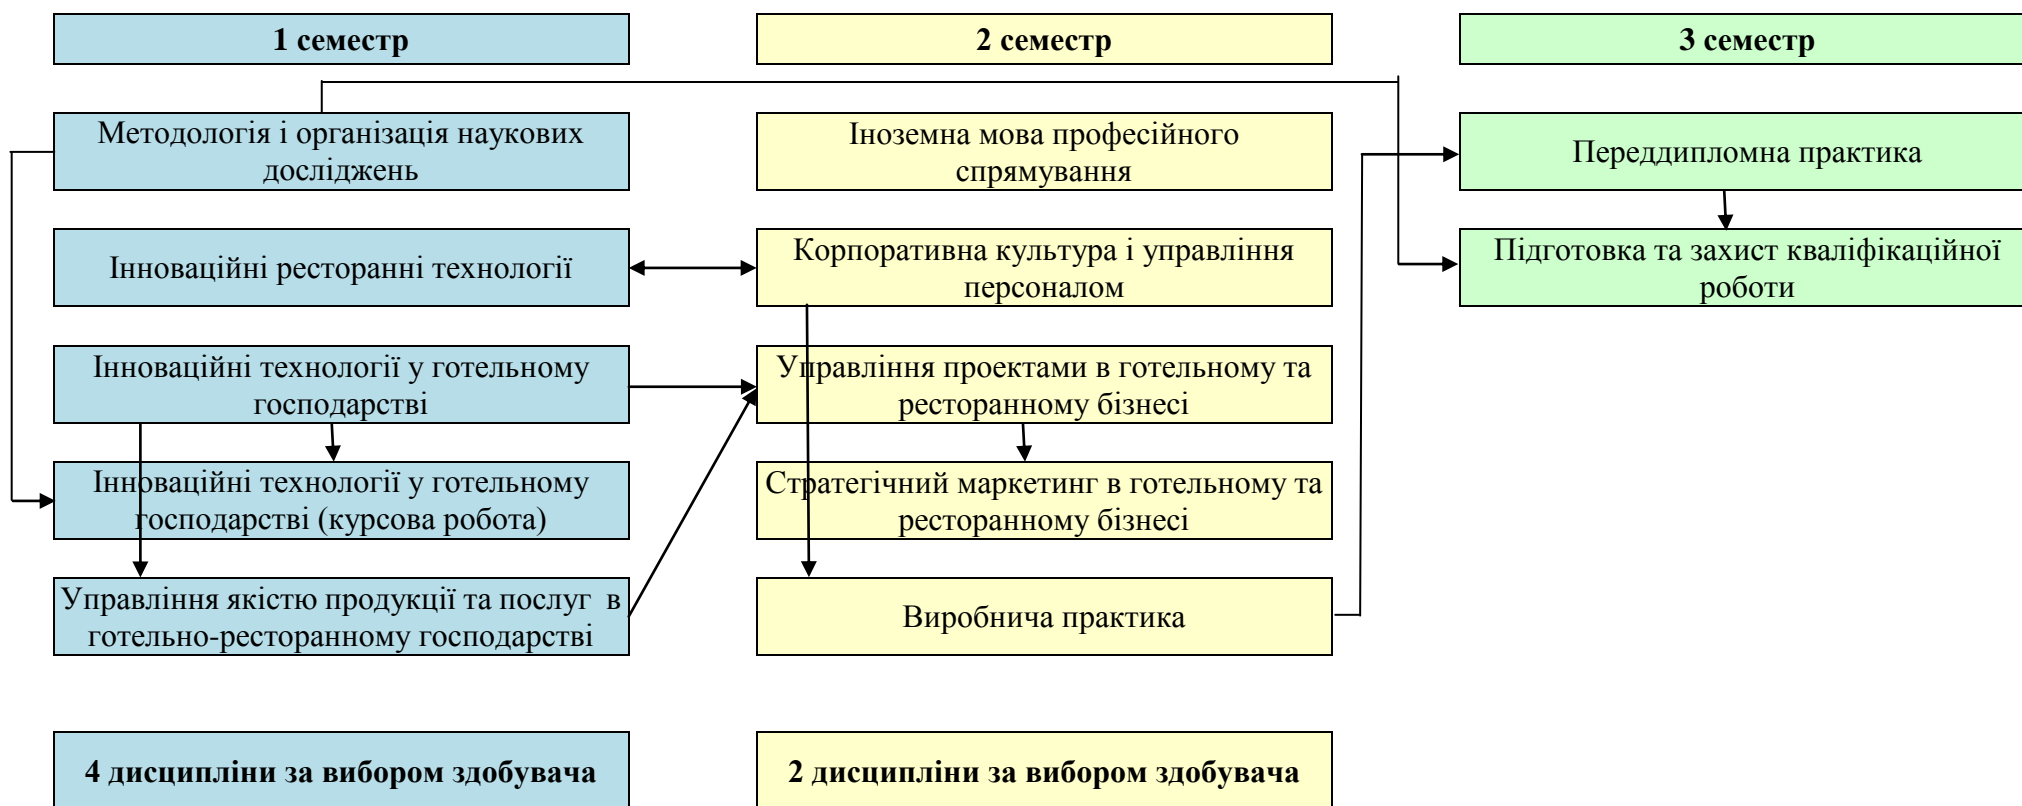 1 семестр
2 семестр
3 семестр
Методологія і організація наукових
досліджень
Іноземна мова професійного
спрямування
Переддипломна практика
Інноваційні ресторанні технології
Корпоративна культура і управління
персоналом
Підготовка та захист кваліфікаційної
роботи
Інноваційні технології у готельному
господарстві
Управління проектами в готельному та
ресторанному бізнесі
Інноваційні технології у готельному
господарстві (курсова робота)
Стратегічний маркетинг в готельному та
ресторанному бізнесі
Управління якістю продукції та послуг в
готельно-ресторанному господарстві
Виробнича практика
4 дисципліни за вибором здобувача
2 дисципліни за вибором здобувача